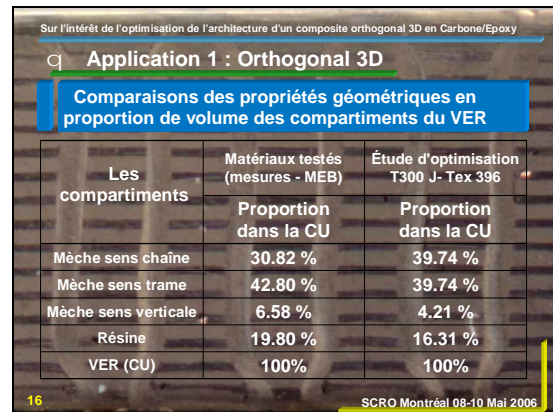 Sur l'intérêt de l'optimisation de l'architecture d'un composite orthogonal 3D en Carbone/Epoxy
q Application 1 : Orthogonal 3D
Comparaisons des propriétés géométriques en
proportion de volume des compartiments du VER
Les
compartiments
Matériaux testés
(mesures - MEB)
Étude d'optimisation
T300 J- Tex 396
Proportion
dans la CU
Proportion
dans la CU
Mèche sens chaîne 30.82 % 39.74 %
Mèche sens trame 42.80 % 39.74 %
Mèche sens verticale 6.58 % 4.21 %
Résine 19.80 % 16.31 %
VER (CU) 100% 100%
16
SCRO Montréal 08-10 Mai 2006